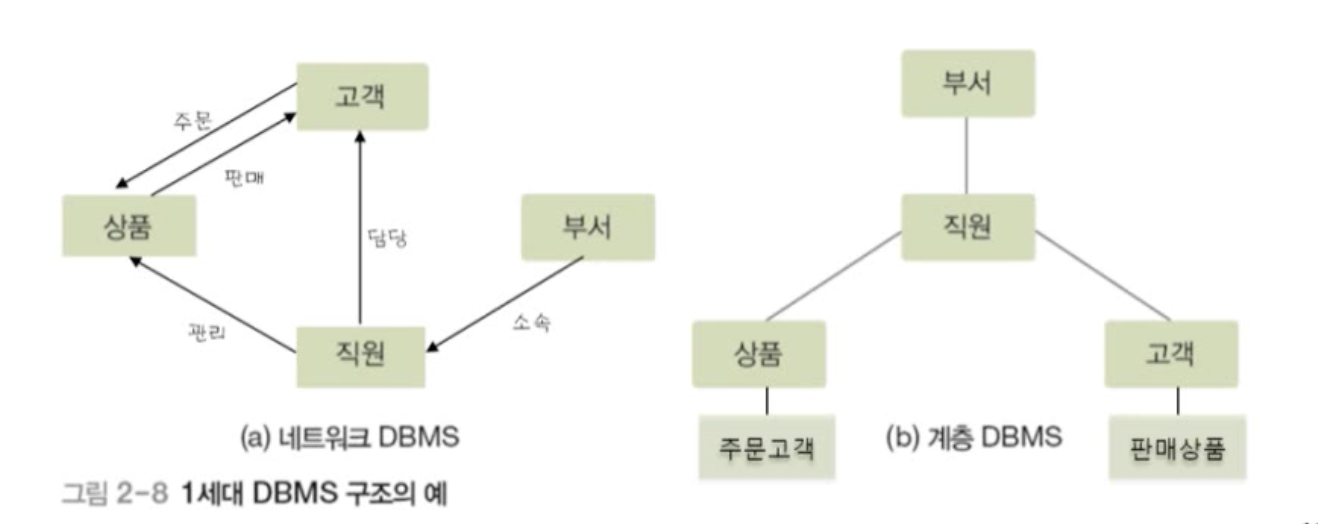 고객
주문
판매
상품
담당
부서
관리
직원
소속
(a) 네트워크 DBMS
부서
직원
상품
고객
주문고객
(b) 계층 DBMS
판매상품
그림 2-8 1세대 DBMS 구조의 예